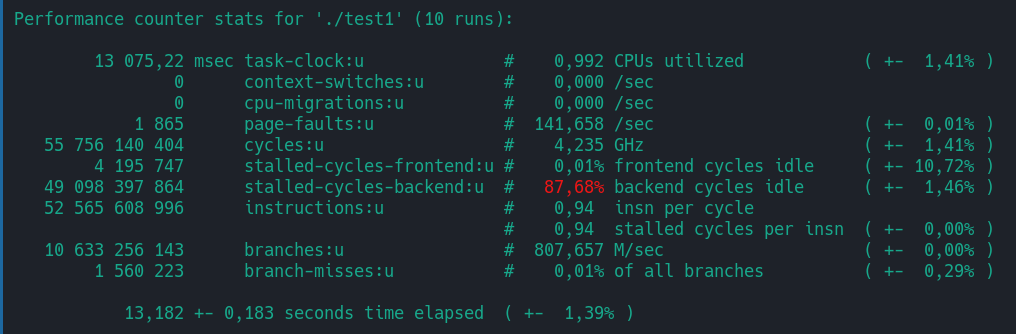 Performance counter stats for './test1' (10 runs):
13 075,22 msec task-clock:u # 0,992 CPUs utilized ( +- 1,41% )
0 context-switches:u # 0,000 /sec
0 cpu-migrations:u # 0,000 /sec
1 865 page-faults:u # 141,658 /sec ( +- 0,01% )
55 756 140 404 cycles:u # 4,235 GHz ( +- 1,41% )
4 195 747 stalled-cycles-frontend:u # 0,01% frontend cycles idle ( +- 10,72% )
49 098 397 864 stalled-cycles-backend:u # 87,68% backend cycles idle ( +- 1,46% )
52 565 608 996 instructions:u # 0,94 insn per cycle
# 0,94 stalled cycles per insn ( +- 0,00% )
10 633 256 143 branches:u # 807,657 M/sec ( +- 0,00% )
1 560 223 branch-misses:u # 0,01% of all branches ( +- 0,29% )
13,182 +- 0,183 seconds time elapsed ( +- 1,39% )